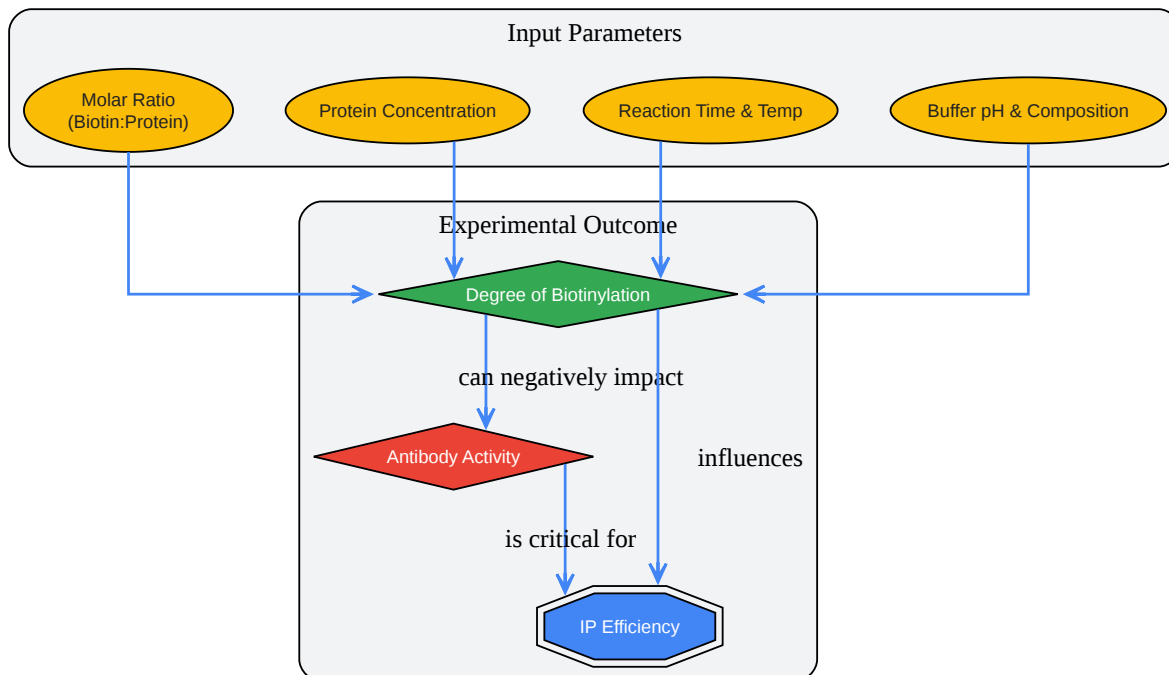 Input Parameters
Molar Ratio
(Biotin:Protein)
Protein Concentration
Reaction Time & Temp
Buffer pH & Composition
Experimental Outcome
Degree of Biotinylation
can negatively impact
Antibody Activity
influences
is critical for
IP Efficiency